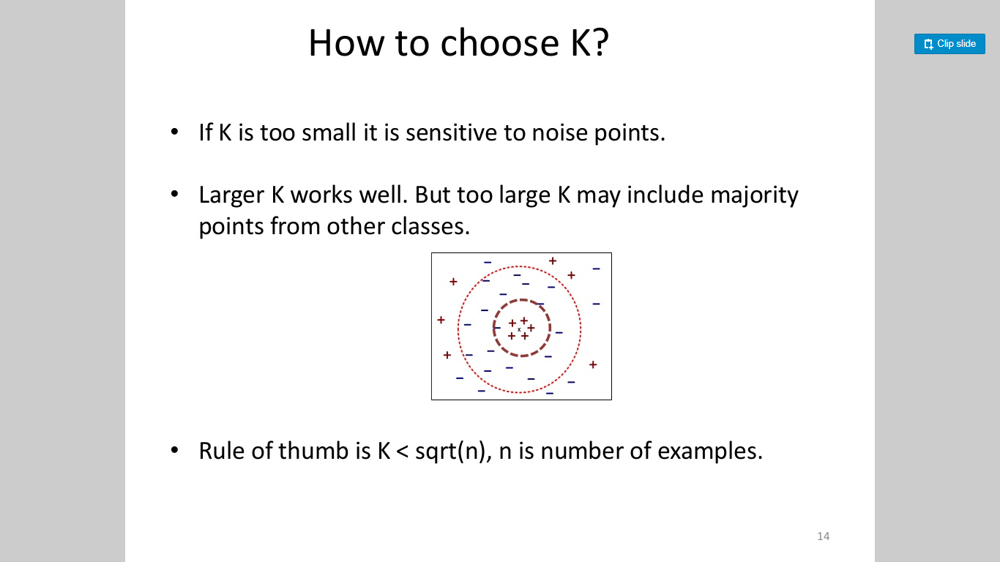 How to choose K?
Clip slide
• If K is too small it is sensitive to noise points.
• Larger K works well. But too large K may include majority
points from other classes.
x
• Rule of thumb is K < sqrt(n), n is number of examples.
14